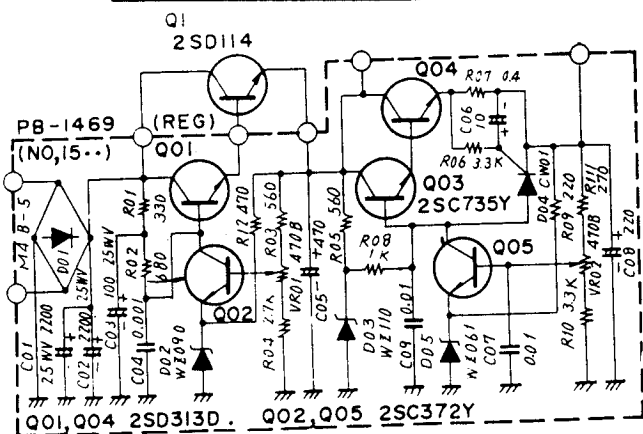 Q1
2SD114
Q04
R07 0.4
C06
10
R06 3.3K
PB-1469
(REG)
(NO,15··)
Q01
Q03
2SC735Y
D04 CW01
R09 220
R111
270
M4B-5
D01
R01
330
R02
680
R12 470
R03 560
VR01 470B
R04 2.7K
C05 470
R05 560
R08
1K
Q05
VR02 470B
R10 3.3K
C08 220
C01
25WV 2200
C02 2200 25WV
C03 100 25WV
C04 0.001
D02
WZ090
Q02
D03
WZ110
C09 0.01
D05
WZ061
C07
0.01
Q01,Q04 2SD313D. Q02,Q05 2SC372Y